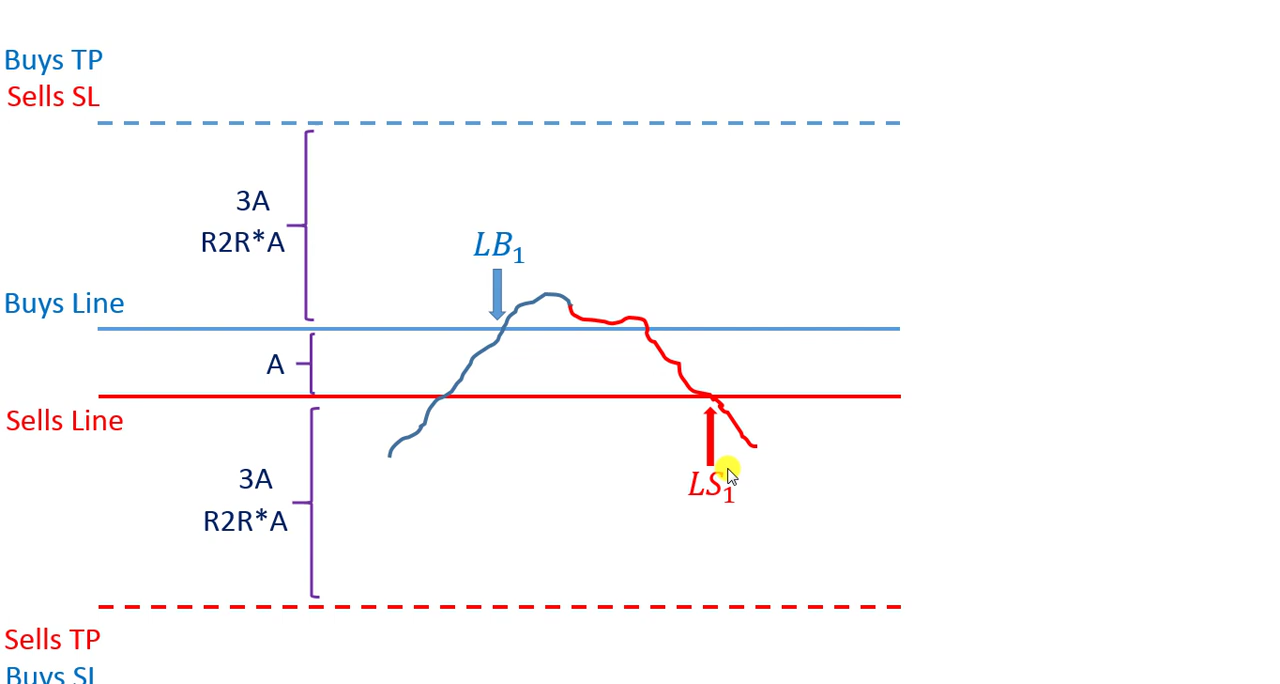 Buys TP
Sells SL
3A
R2R*A
LB1
Buys Line
A
Sells Line
3A
R2R*A
LS1
Sells TP
Buys SL